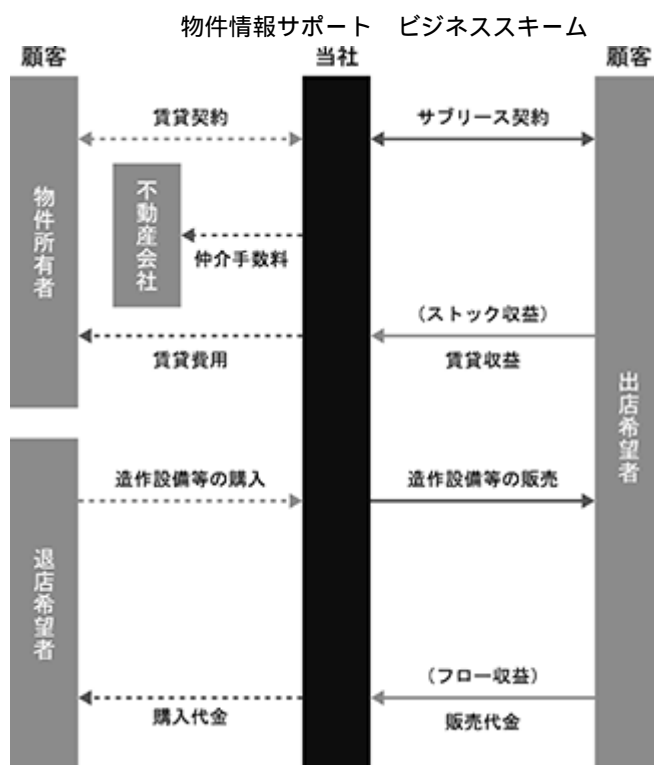 物件情報サポート　ビジネススキーム
顧客
当社
顧客
賃貸契約
サブリース契約
物件所有者
不動産会社
仲介手数料
（ストック収益）
賃貸費用
賃貸収益
出店希望者
造作設備等の購入
造作設備等の販売
退店希望者
（フロー収益）
購入代金
販売代金